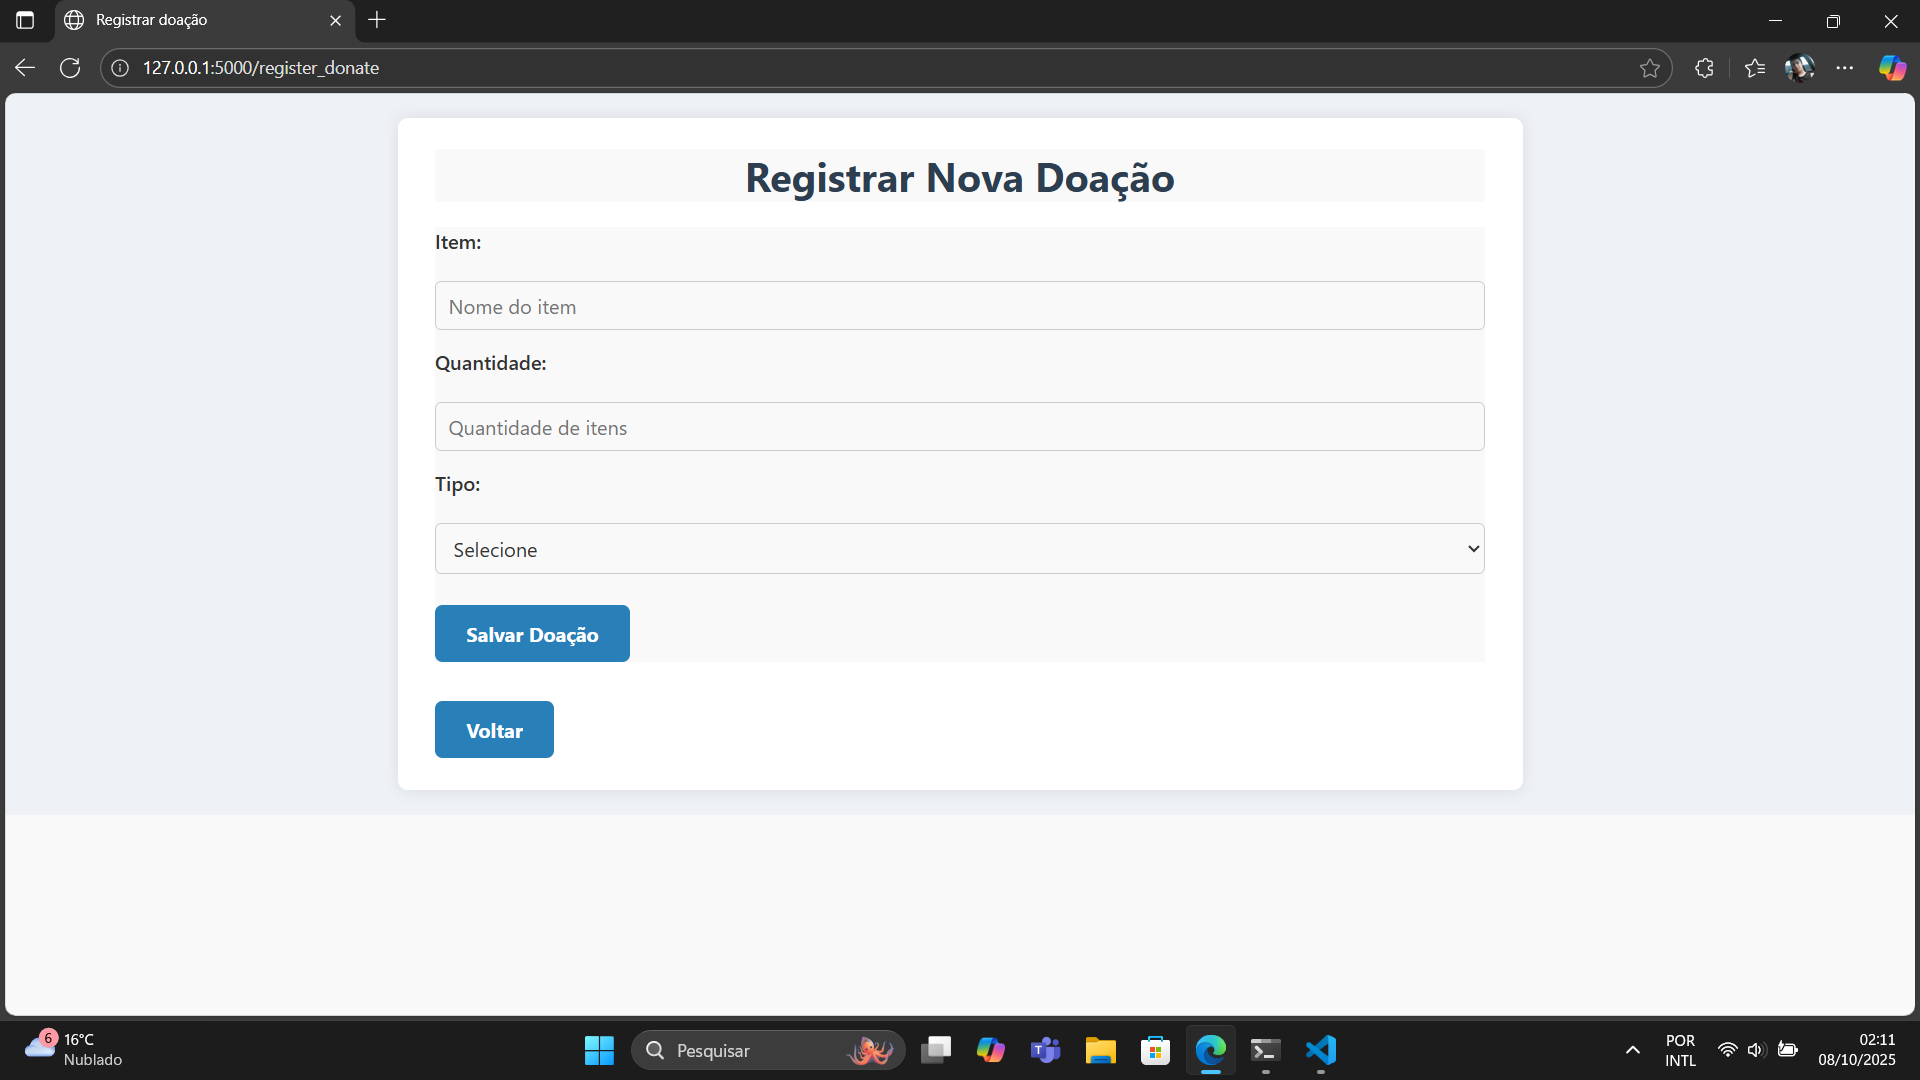 Registrar doação
127.0.0.1:5000/register_donate
Registrar Nova Doação
Item:
Nome do item
Quantidade:
Quantidade de itens
Tipo:
Selecione
Salvar Doação
Voltar
6
16°C
Nublado
Pesquisar
POR
INTL
02:11
08/10/2025